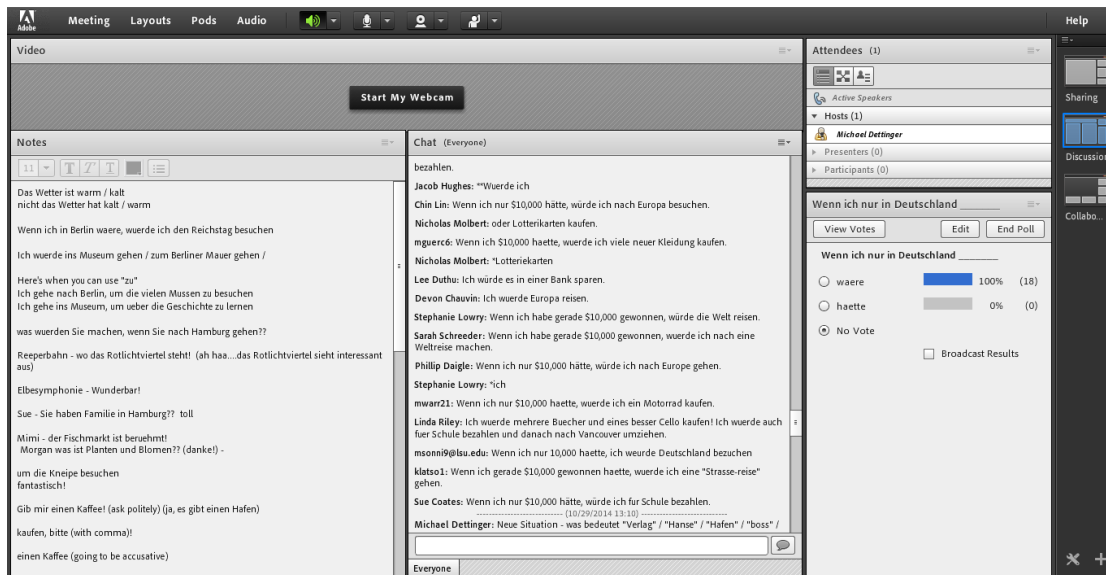 Adobe
Meeting Layouts Pods Audio
Help
Video
Start My Webcam
Notes
11 T T T
Das Wetter ist warm / kalt
nicht das Wetter hat kalt / warm
Wenn ich in Berlin waere, wuerde ich den Reichstag besuchen
Ich wuerde ins Museum gehen / zum Berliner Mauer gehen /
Here's when you can use "zu"
Ich gehe nach Berlin, um die vielen Mussen zu besuchen
Ich gehe ins Museum, um ueber die Geschichte zu lernen
was wuerden Sie machen, wenn Sie nach Hamburg gehen??
Reeperbahn - wo das Rotlichtviertel steht! (ah haa....das Rotlichtviertel sieht interessant
aus)
Elbesymphonie - Wunderbar!
Sue - Sie haben Familie in Hamburg?? toll
Mimi - der Fischmarkt ist beruehmt!
Morgan was ist Planten und Blomen?? (danke!) -
um die Kneipe besuchen
fantastisch!
Gib mir einen Kaffee! (ask politely) (ja, es gibt einen Hafen)
kaufen, bitte (with comma)!
einen Kaffee (going to be accusative)
Chat (Everyone)
bezahlen.
Jacob Hughes: **Wuerde ich
Chin Lin: Wenn ich nur $10,000 hätte, würde ich nach Europa besuchen.
Nicholas Molbert: oder Lotterikarten kaufen.
mguerc6: Wenn ich $10,000 haette, wuerde ich viele neuer Kleidung kaufen.
Nicholas Molbert: *Lotteriekarten
Lee Duthu: Ich würde es in einer Bank sparen.
Devon Chauvin: Ich wuerde Europa reisen.
Stephanie Lowry: Wenn ich habe gerade $10,000 gewonnen, würde die Welt reisen.
Sarah Schreeder: Wenn ich habe gerade $10,000 gewonnen, wuerde ich nach eine
Weltreise machen.
Phillip Daigle: Wenn ich nur $10,000 hätte, würde ich nach Europe gehen.
Stephanie Lowry: *ich
mwarr21: Wenn ich nur $10,000 haette, wuerde ich ein Motorrad kaufen.
Linda Riley: Ich wuerde mehrere Buecher und eines besser Cello kaufen! Ich wuerde auch
fuer Schule bezahlen und danach nach Vancouver umziehen.
msonni9@lsu.edu: Wenn ich nur 10,000 haette, ich weurde Deutschland bezuchen
klatso1: Wenn ich gerade $10,000 gewonnen haette, wuerde ich eine "Strasse-reise"
gehen.
Sue Coates: Wenn ich nur $10,000 hätte, würde ich fur Schule bezahlen.
(10/29/2014 13:10)
Michael Dettinger: Neue Situation - was bedeutet "Verlag" / "Hanse" / "Hafen" / "boss" /
Everyone
Attendees (1)
Active Speakers
Hosts (1)
Michael Dettinger
Presenters (0)
Participants (0)
Wenn ich nur in Deutschland _______
View Votes Edit End Poll
Wenn ich nur in Deutschland _______
waere 100% (18)
haette 0% (0)
No Vote
Broadcast Results
Sharing
Discussion
Collabo...